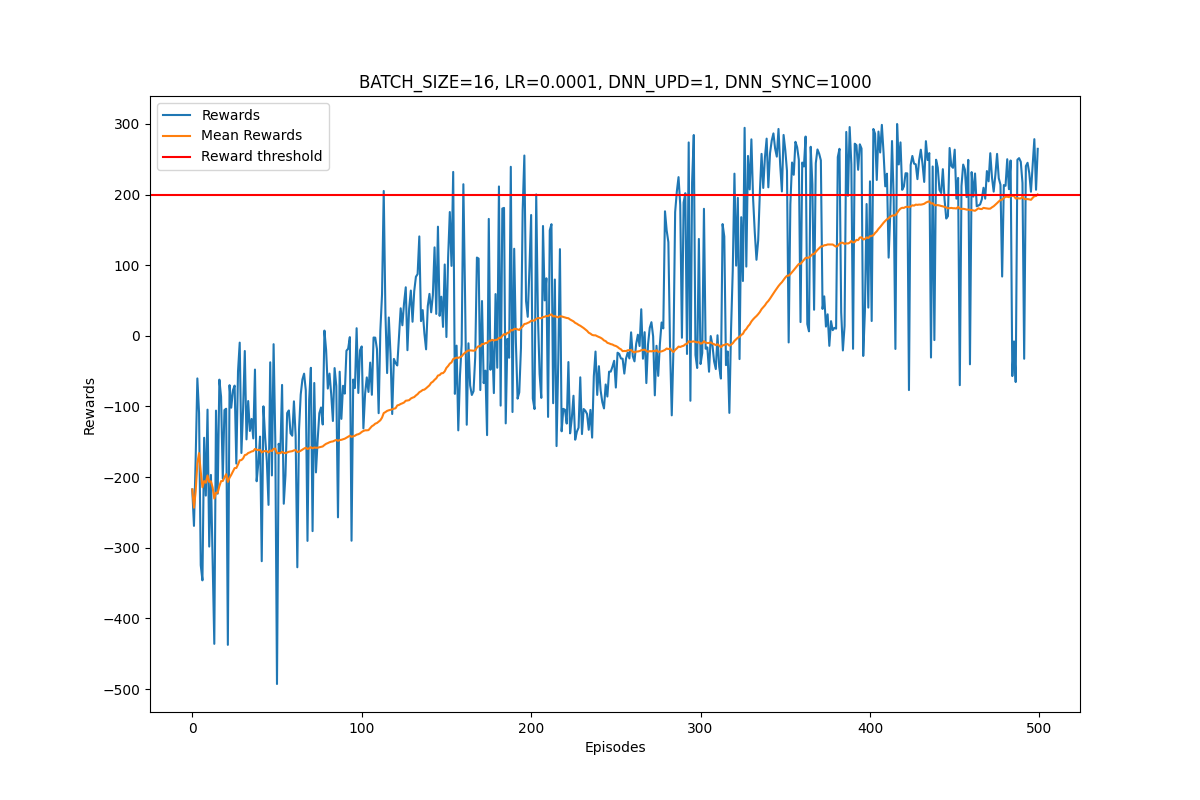 BATCH_SIZE=16, LR=0.0001, DNN_UPD=1, DNN_SYNC=1000
Rewards
Mean Rewards
Reward threshold
300
200
100
0
−100
−200
−300
−400
−500
Rewards
0 100 200 300 400 500
Episodes